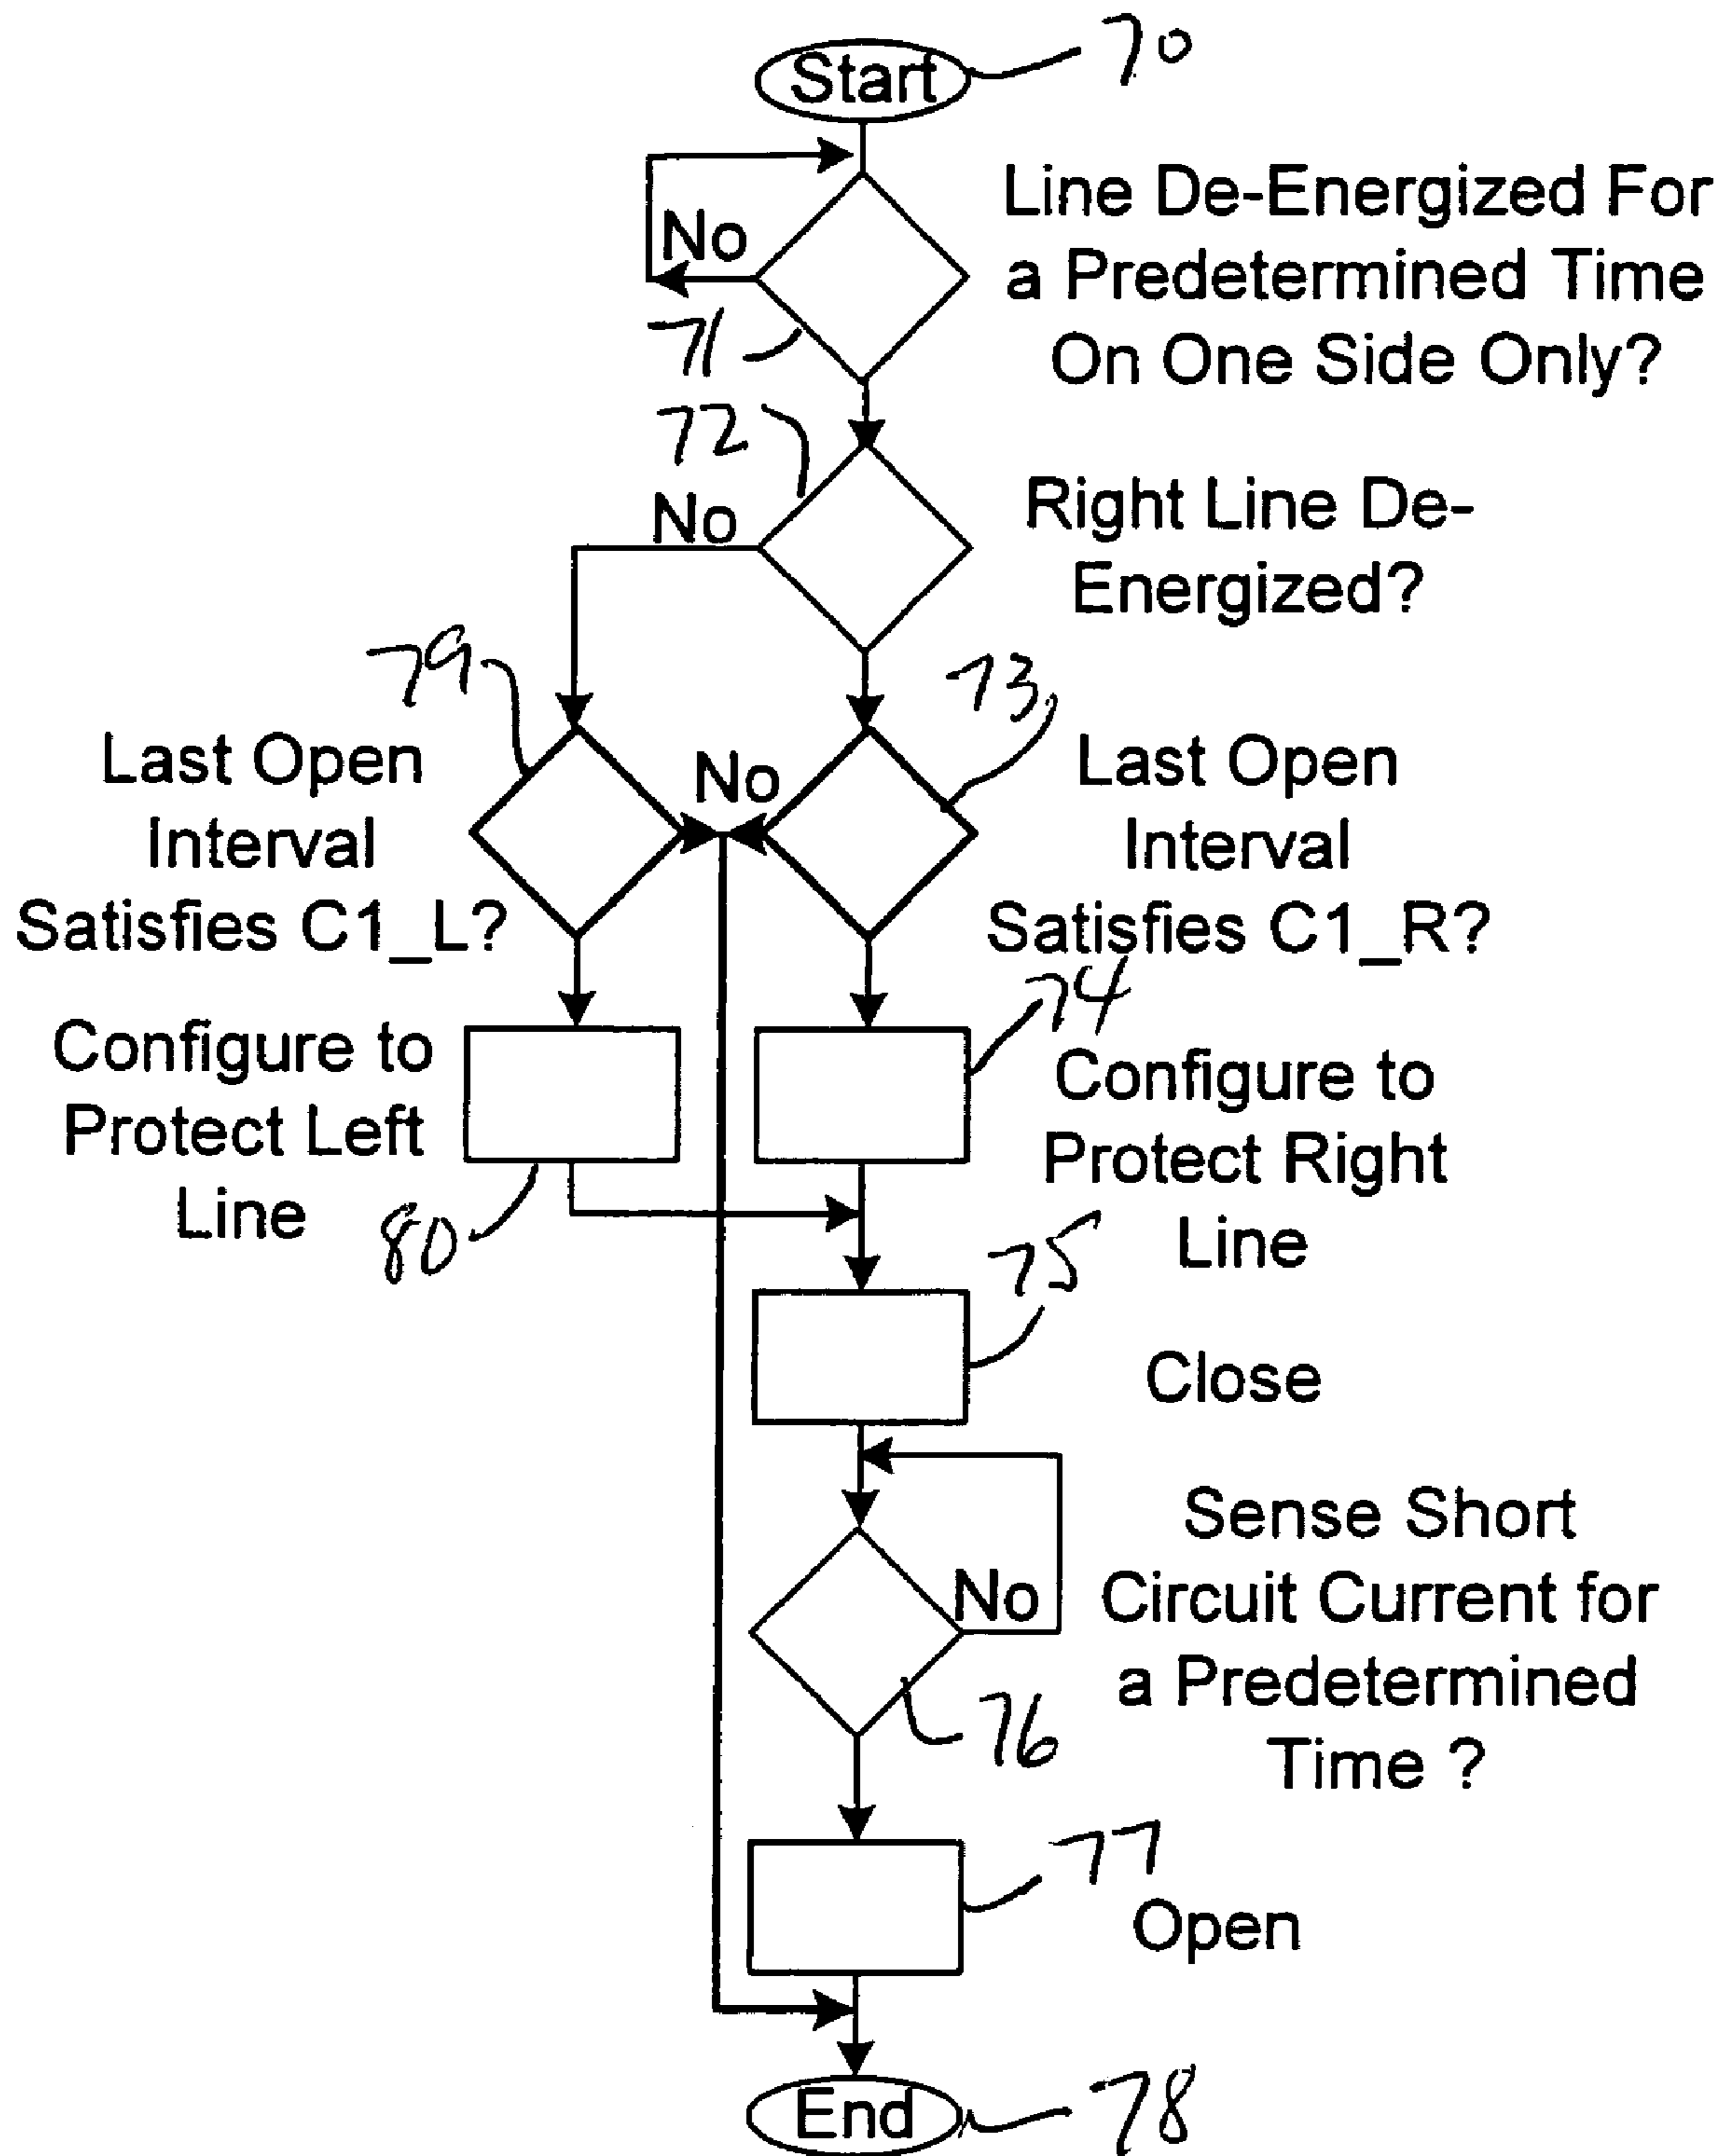 Start
70
Line De-Energized For
a Predetermined Time
On One Side Only?
No
71
72
No
Right Line De-
Energized?
79
73
Last Open
Interval
Satisfies C1_L?
No
Last Open
Interval
Satisfies C1_R?
74
Configure to
Protect Left
Line
80
Configure to
Protect Right
Line
75
Close
Sense Short
Circuit Current for
a Predetermined
Time ?
No
76
77
Open
End
78